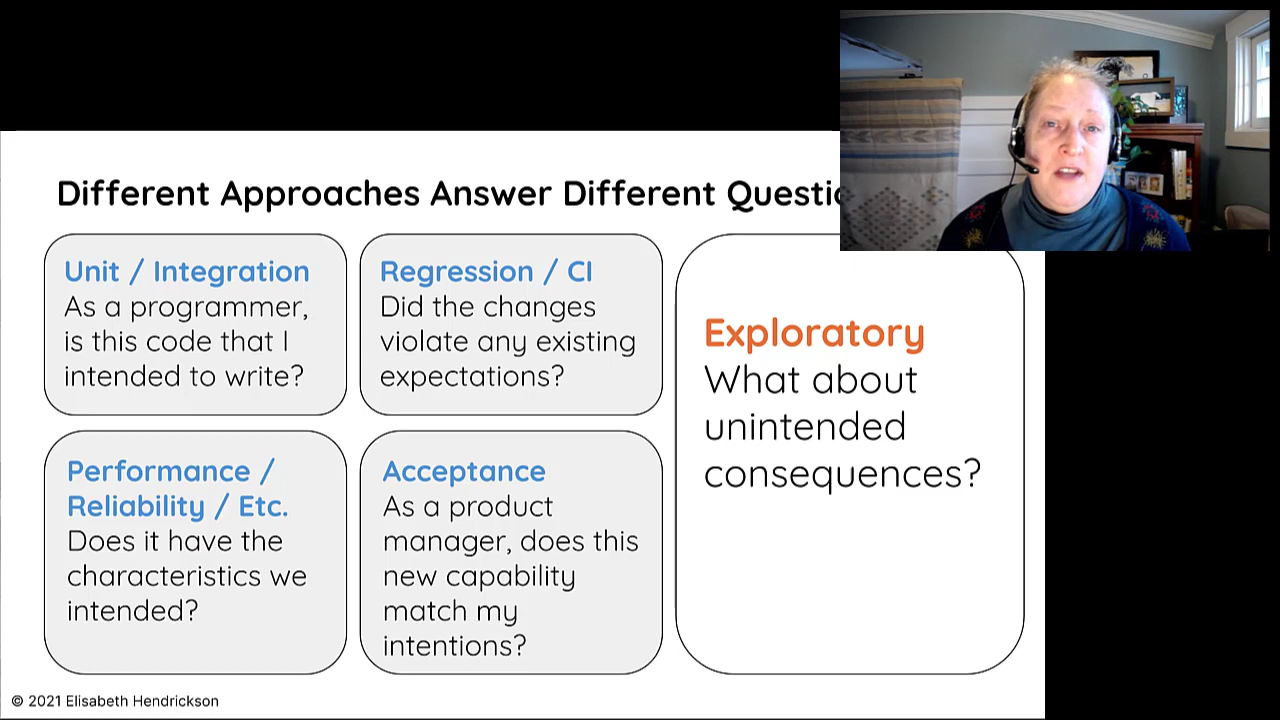 Different Approaches Answer Different
Unit / Integration
As a programmer,
is this code that I
intended to write?
Regression / CI
Did the changes
violate any existing
expectations?
Performance /
Reliability / Etc.
Does it have the
characteristics we
intended?
Acceptance
As a product
manager, does this
new capability
match my
intentions?
Exploratory
What about
unintended
consequences?
© 2021 Elisabeth Hendrickson